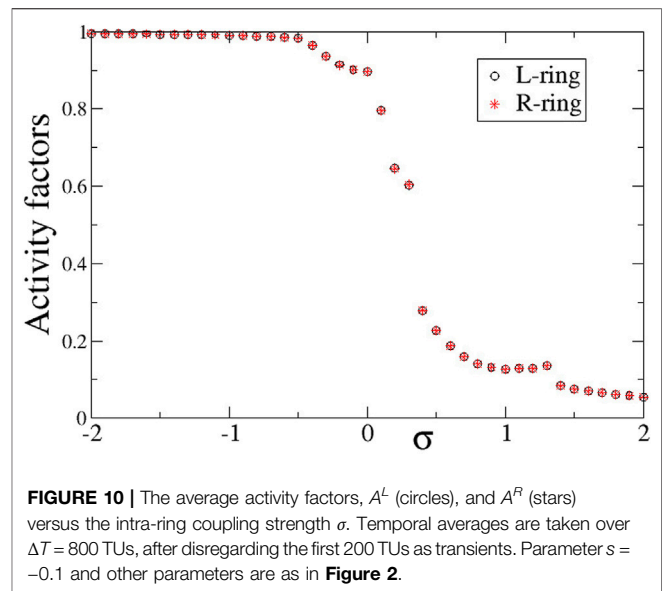 1
0.8
0.6
0.4
0.2
0
Activity factors
L-ring
R-ring
-2
-1
0
1
2
σ
FIGURE 10 | The average activity factors, Aᴸ (circles), and Aᴿ (stars)
versus the intra-ring coupling strength σ. Temporal averages are taken over
ΔT = 800 TUs, after disregarding the first 200 TUs as transients. Parameter s =
−0.1 and other parameters are as in Figure 2.